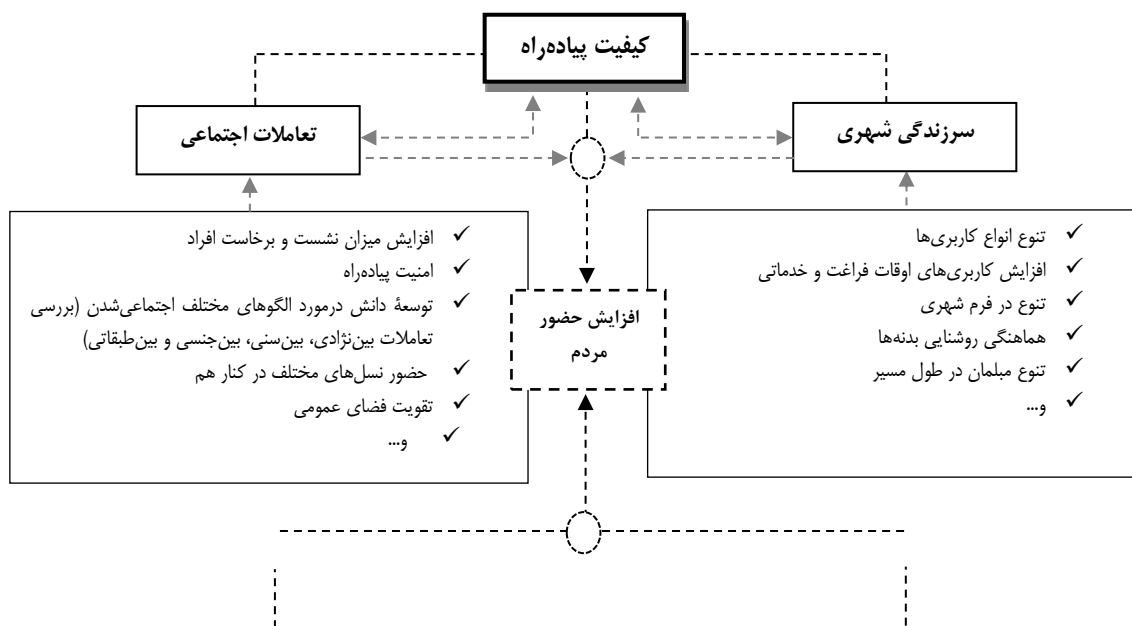 کیفیت پیاده‌راه
سرزندگی شهری
تعاملات اجتماعی
✓ تنوع انواع کاربری‌ها
✓ افزایش کاربری‌های اوقات فراغت و خدماتی
✓ تنوع در فرم شهری
✓ هماهنگی روشنایی بدنه‌ها
✓ تنوع مبلمان در طول مسیر
✓ و...
افزایش حضور
مردم
✓ افزایش میزان نشست و برخاست افراد
✓ امنیت پیاده‌راه
✓ توسعهٔ دانش درمورد الگوهای مختلف اجتماعی‌شدن (بررسی
تعاملات بین‌نژادی، بین‌سنی، بین‌جنسی و بین‌طبقاتی)
✓ حضور نسل‌های مختلف در کنار هم
✓ تقویت فضای عمومی
✓ و...